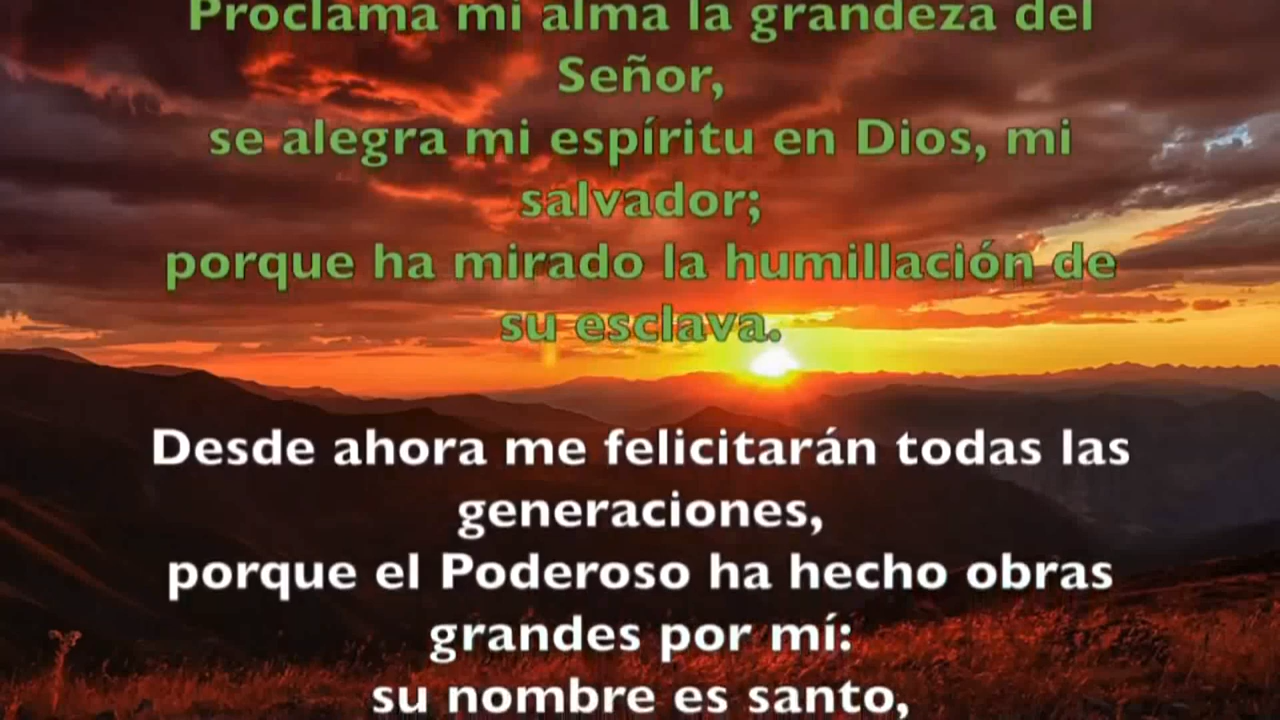 Proclama mi alma la grandeza del
Señor,
se alegra mi espíritu en Dios, mi
salvador;
porque ha mirado la humillación de
su esclava.
Desde ahora me felicitarán todas las
generaciones,
porque el Poderoso ha hecho obras
grandes por mí:
su nombre es santo,